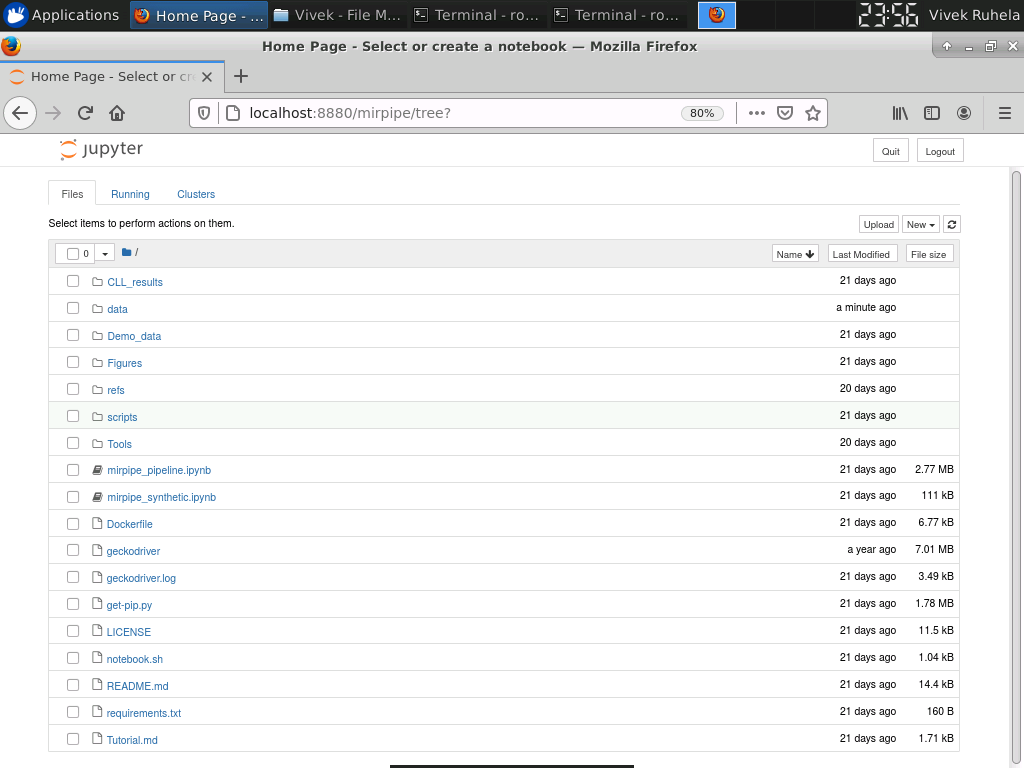 Applications Home Page - ... Vivek - File M... Terminal - ro... Terminal - ro... 23:56 Vivek Ruhela
Home Page - Select or create a notebook — Mozilla Firefox
Home Page - Select or cr
localhost:8880/mirpipe/tree? 80%
jupyter Quit Logout
Files Running Clusters
Select items to perform actions on them. Upload New
0 / Name Last Modified File size
CLL_results 21 days ago
data a minute ago
Demo_data 21 days ago
Figures 21 days ago
refs 20 days ago
scripts 21 days ago
Tools 20 days ago
mirpipe_pipeline.ipynb 21 days ago 2.77 MB
mirpipe_synthetic.ipynb 21 days ago 111 kB
Dockerfile 21 days ago 6.77 kB
geckodriver a year ago 7.01 MB
geckodriver.log 21 days ago 3.49 kB
get-pip.py 21 days ago 1.78 MB
LICENSE 21 days ago 11.5 kB
notebook.sh 21 days ago 1.04 kB
README.md 21 days ago 14.4 kB
requirements.txt 21 days ago 160 B
Tutorial.md 21 days ago 1.71 kB